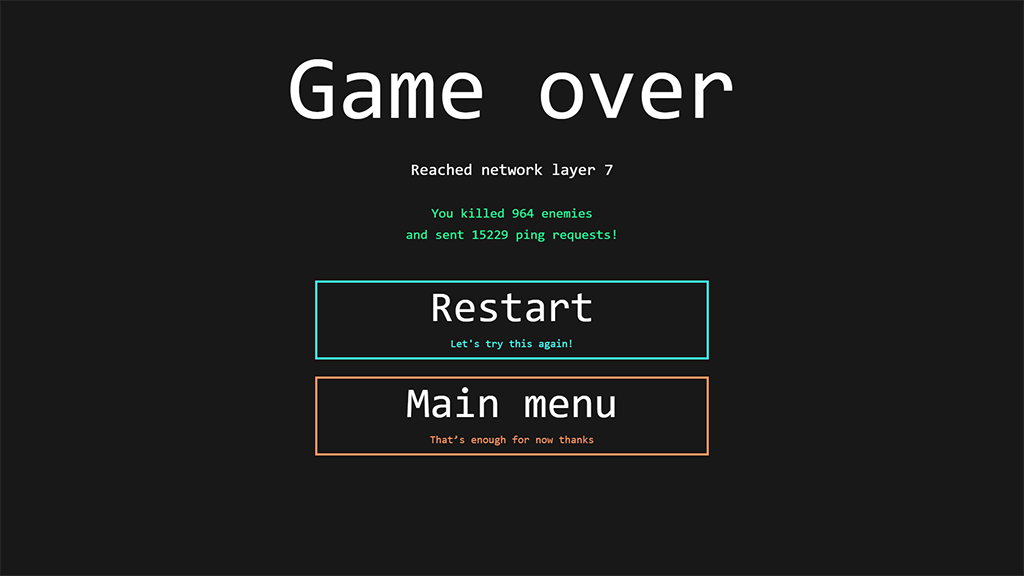 Game over
Reached network layer 7
You killed 964 enemies
and sent 15229 ping requests!
Restart
Let's try this again!
Main menu
That’s enough for now thanks